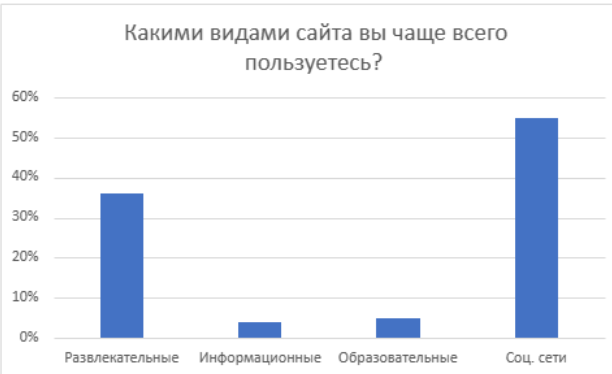 Какими видами сайта вы чаще всего
пользуетесь?
60%
50%
40%
30%
20%
10%
0%
Развлекательные Информационные Образовательные Соц. сети